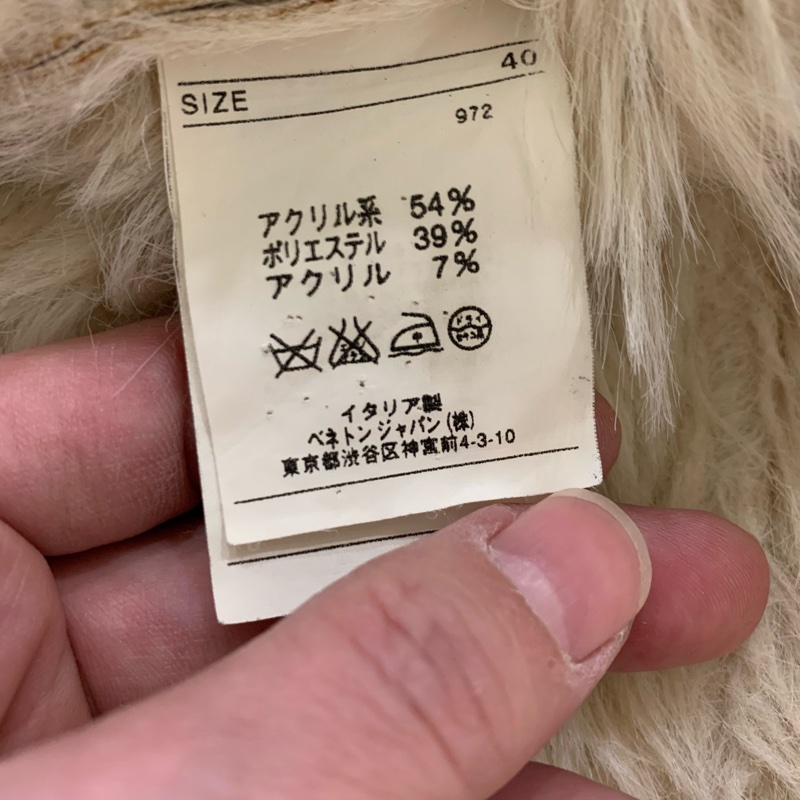 SIZE 40
972
アクリル系 54%
ポリエステル 39%
アクリル 7%
イタリア製
ベネトンジャパン(株)
東京都渋谷区神宮前4-3-10